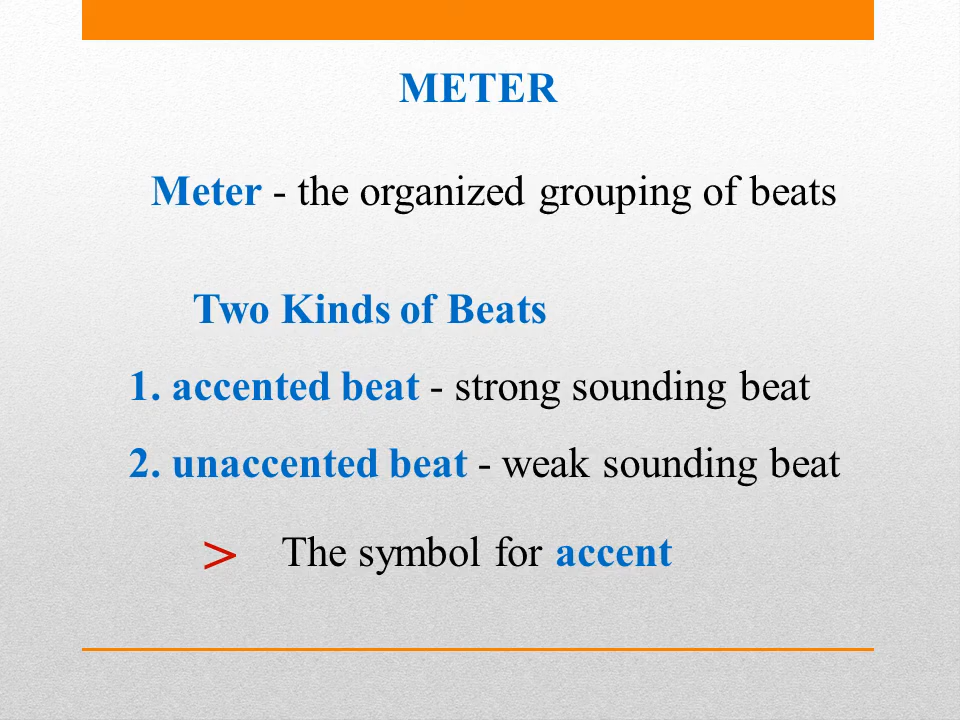 METER
Meter - the organized grouping of beats
Two Kinds of Beats
1. accented beat - strong sounding beat
2. unaccented beat - weak sounding beat
> The symbol for accent